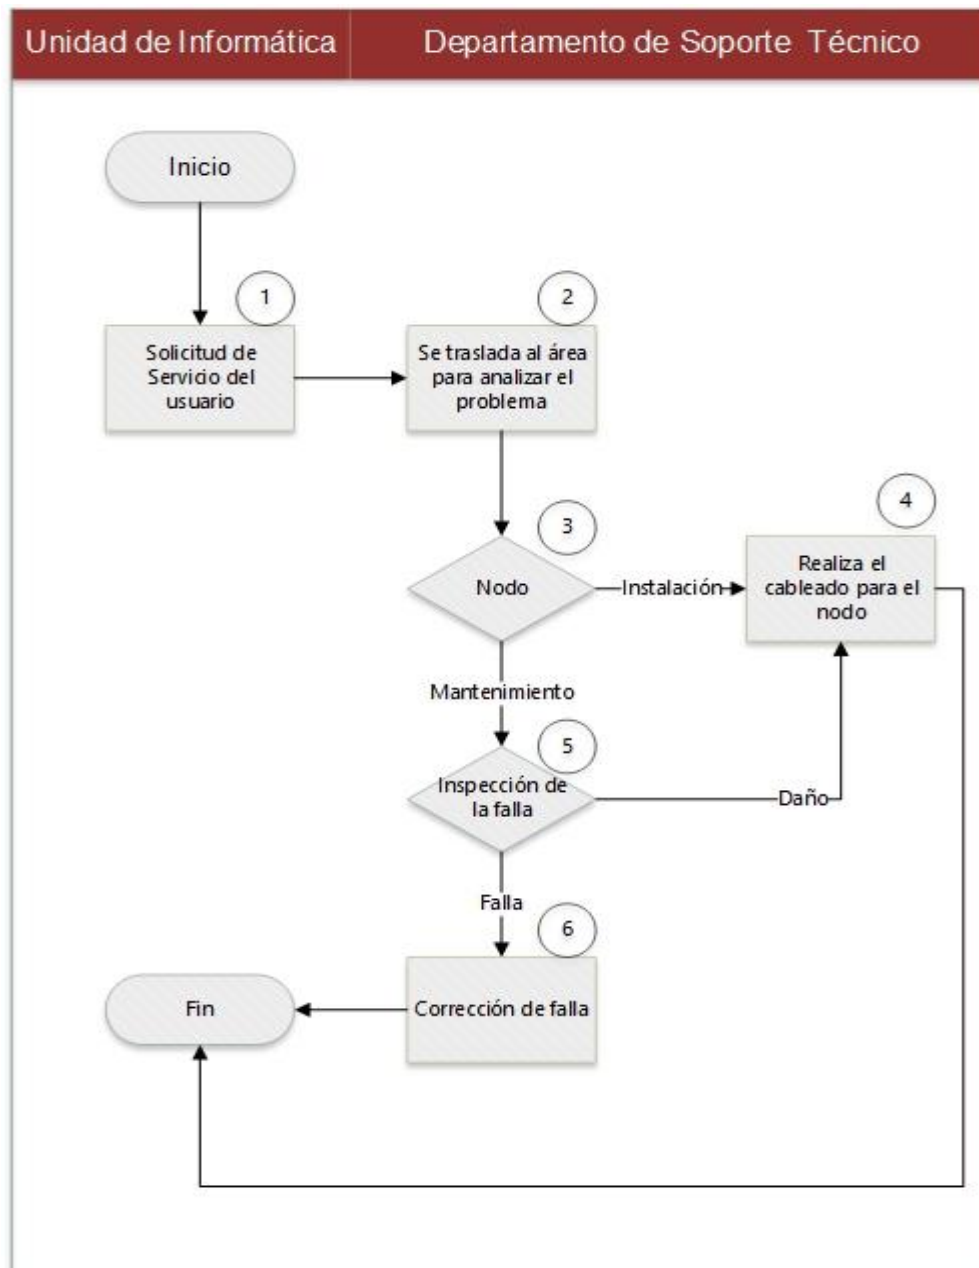 Unidad de Informática
Departamento de Soporte Técnico
Inicio
1
Solicitud de
Servicio del
usuario
2
Se traslada al área
para analizar el
problema
3
Nodo
Instalación
4
Realiza el
cableado para el
nodo
Mantenimiento
5
Inspección de
la falla
Daño
Falla
6
Corrección de falla
Fin